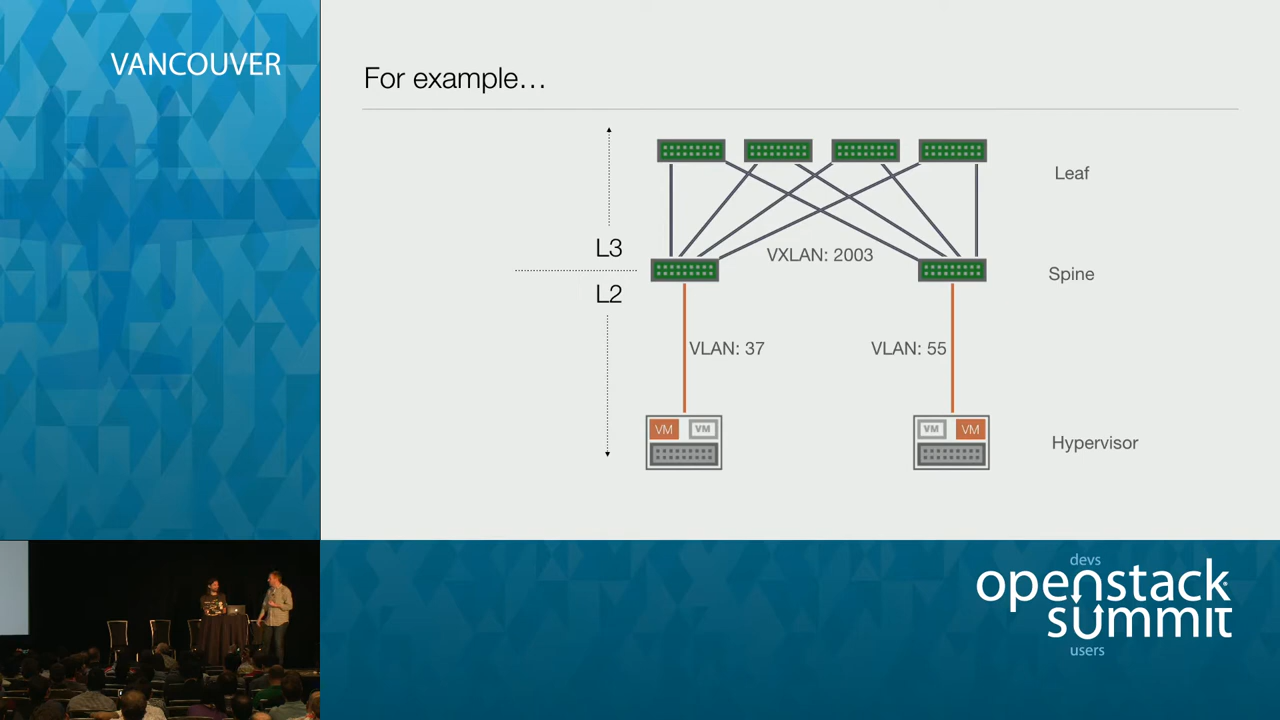 VANCOUVER
For example…
Leaf
L3
VXLAN: 2003
Spine
L2
VLAN: 37
VLAN: 55
VM
VM
VM
VM
Hypervisor
devs
openstack
summit
users